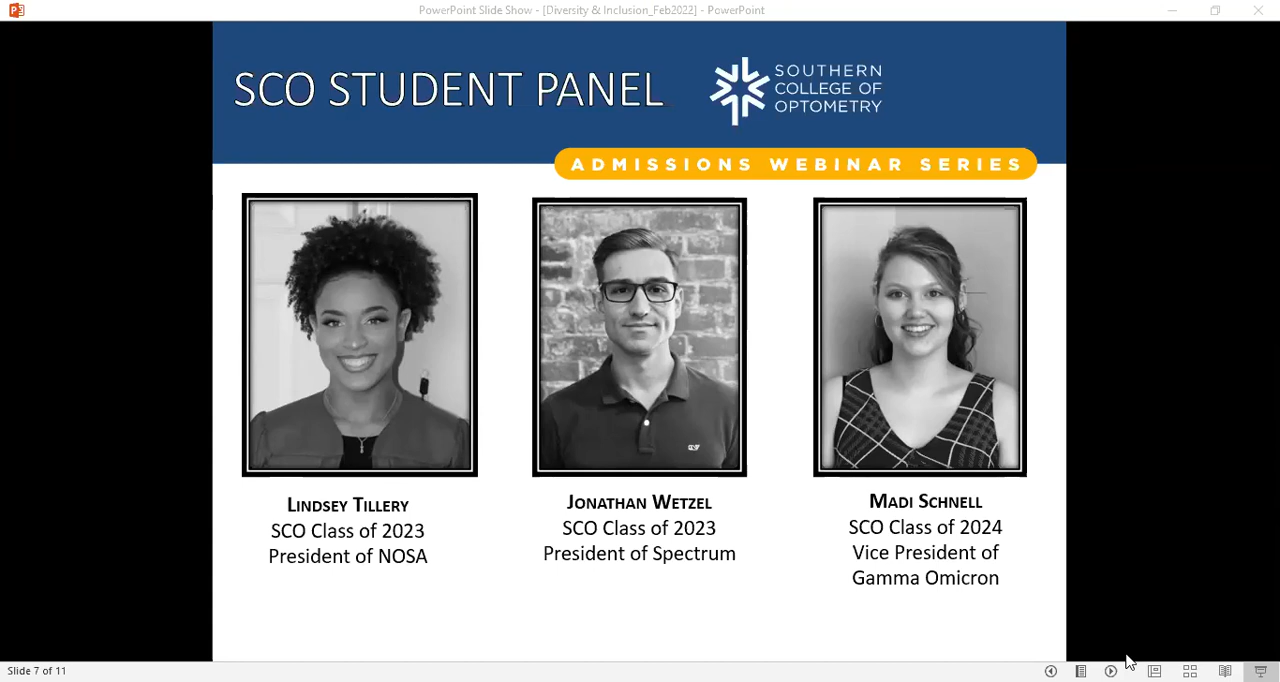 PowerPoint Slide Show - [Diversity & Inclusion_Feb2022] - PowerPoint
SCO STUDENT PANEL
SOUTHERN
COLLEGE OF
OPTOMETRY
ADMISSIONS WEBINAR SERIES
LINDSEY TILLERY
SCO Class of 2023
President of NOSA
JONATHAN WETZEL
SCO Class of 2023
President of Spectrum
MADI SCHNELL
SCO Class of 2024
Vice President of
Gamma Omicron
Slide 7 of 11